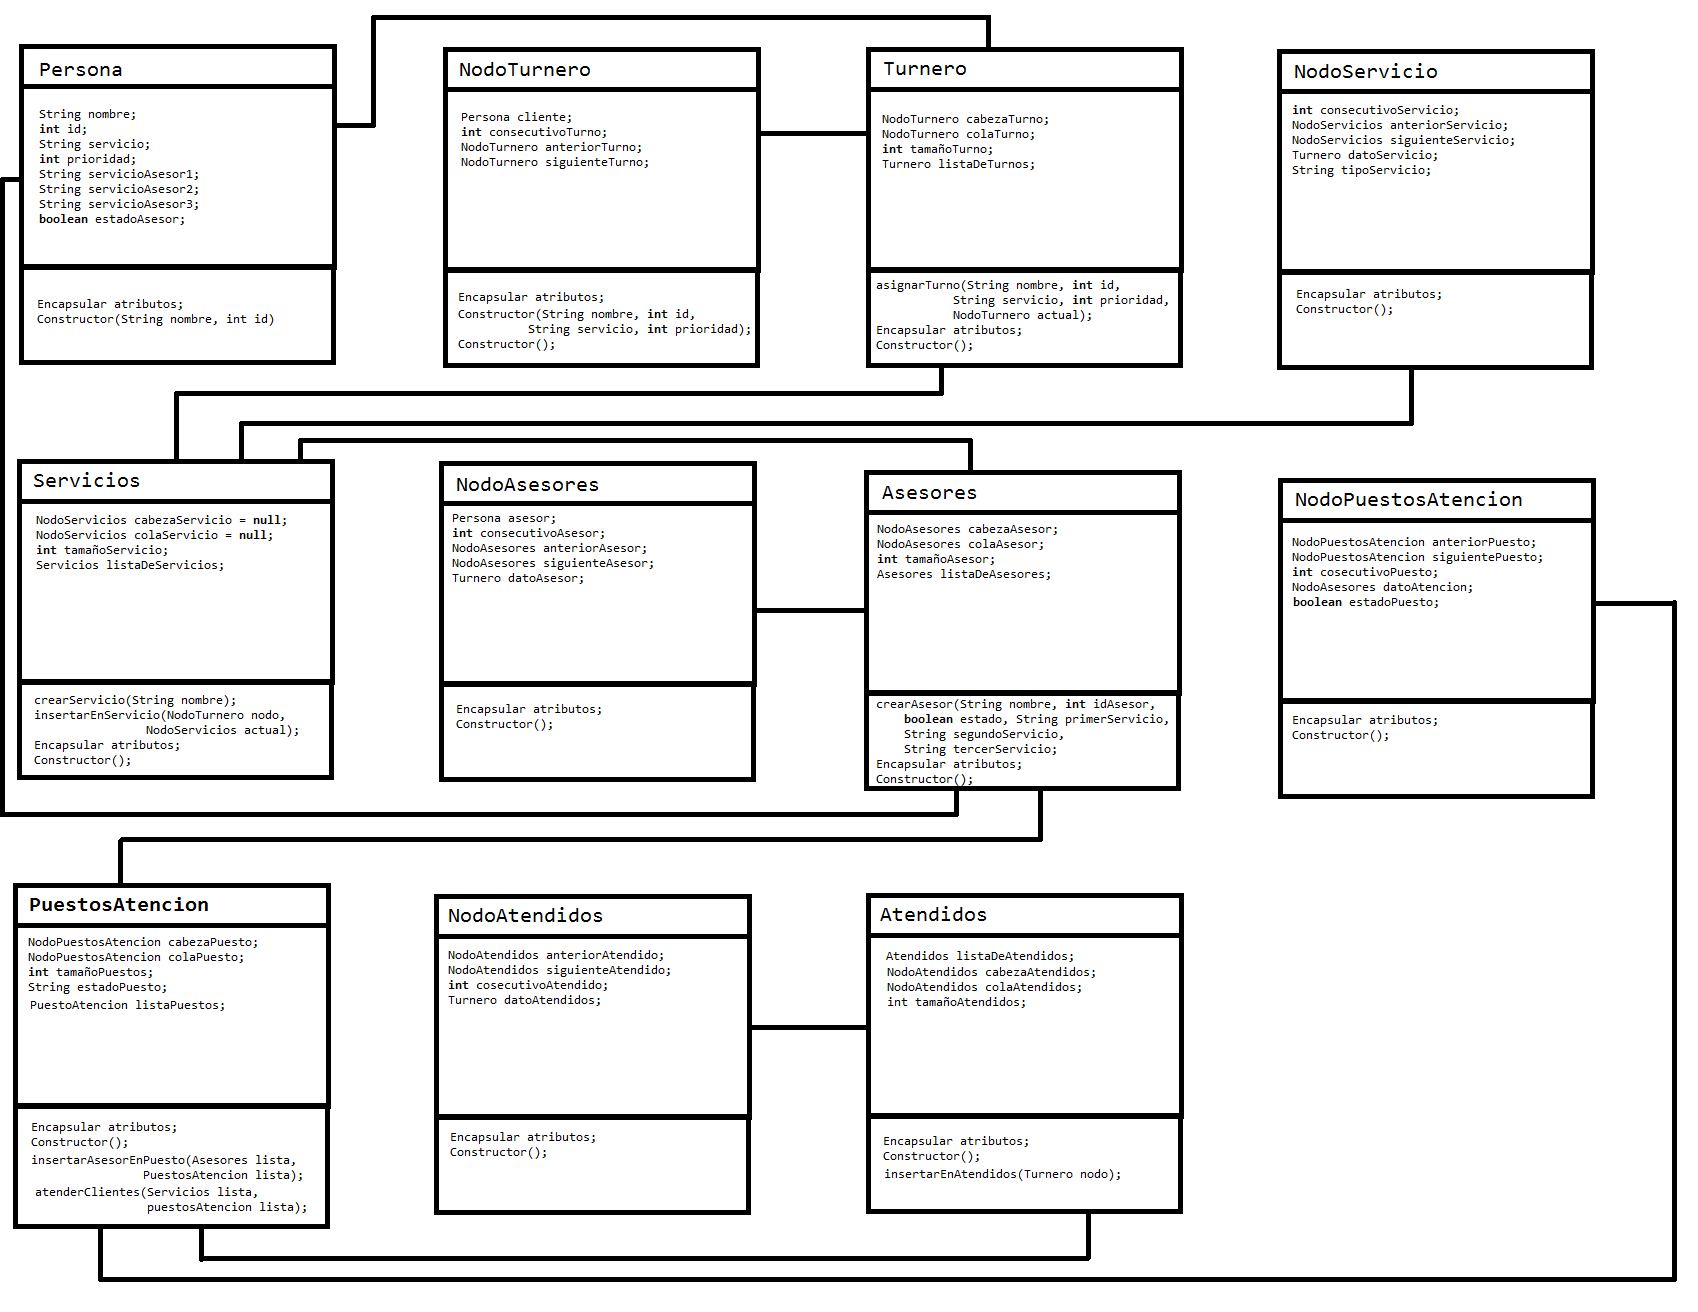 Persona
String nombre;
int id;
String servicio;
int prioridad;
String servicioAsesor1;
String servicioAsesor2;
String servicioAsesor3;
boolean estadoAsesor;
Encapsular atributos;
Constructor(String nombre, int id)
NodoTurnero
Persona cliente;
int consecutivoTurno;
NodoTurnero anteriorTurno;
NodoTurnero siguienteTurno;
Encapsular atributos;
Constructor(String nombre, int id,
String servicio, int prioridad);
Constructor();
Turnero
NodoTurnero cabezaTurno;
NodoTurnero colaTurno;
int tamañoTurno;
Turnero listaDeTurnos;
asignarTurno(String nombre, int id,
String servicio, int prioridad,
NodoTurnero actual);
Encapsular atributos;
Constructor();
NodoServicio
int consecutivoServicio;
NodoServicios anteriorServicio;
NodoServicios siguienteServicio;
Turnero datoServicio;
String tipoServicio;
Encapsular atributos;
Constructor();
Servicios
NodoServicios cabezaServicio = null;
NodoServicios colaServicio = null;
int tamañoServicio;
Servicios listaDeServicios;
crearServicio(String nombre);
insertarEnServicio(NodoTurnero nodo,
NodoServicios actual);
Encapsular atributos;
Constructor();
NodoAsesores
Persona asesor;
int consecutivoAsesor;
NodoAsesores anteriorAsesor;
NodoAsesores siguienteAsesor;
Turnero datoAsesor;
Encapsular atributos;
Constructor();
Asesores
NodoAsesores cabezaAsesor;
NodoAsesores colaAsesor;
int tamañoAsesor;
Asesores listaDeAsesores;
crearAsesor(String nombre, int idAsesor,
boolean estado, String primerServicio,
String segundoServicio,
String tercerServicio;
Encapsular atributos;
Constructor();
NodoPuestosAtencion
NodoPuestosAtencion anteriorPuesto;
NodoPuestosAtencion siguientePuesto;
int cosecutivoPuesto;
NodoAsesores datoAtencion;
boolean estadoPuesto;
Encapsular atributos;
Constructor();
PuestosAtencion
NodoPuestosAtencion cabezaPuesto;
NodoPuestosAtencion colaPuesto;
int tamañoPuestos;
String estadoPuesto;
PuestoAtencion listaPuestos;
Encapsular atributos;
Constructor();
insertarAsesorEnPuesto(Asesores lista,
PuestosAtencion lista);
atenderClientes(Servicios lista,
puestosAtencion lista);
NodoAtendidos
NodoAtendidos anteriorAtendido;
NodoAtendidos siguienteAtendido;
int cosecutivoAtendido;
Turnero datoAtendidos;
Encapsular atributos;
Constructor();
Atendidos
Atendidos listaDeAtendidos;
NodoAtendidos cabezaAtendidos;
NodoAtendidos colaAtendidos;
int tamañoAtendidos;
Encapsular atributos;
Constructor();
insertarEnAtendidos(Turnero nodo);